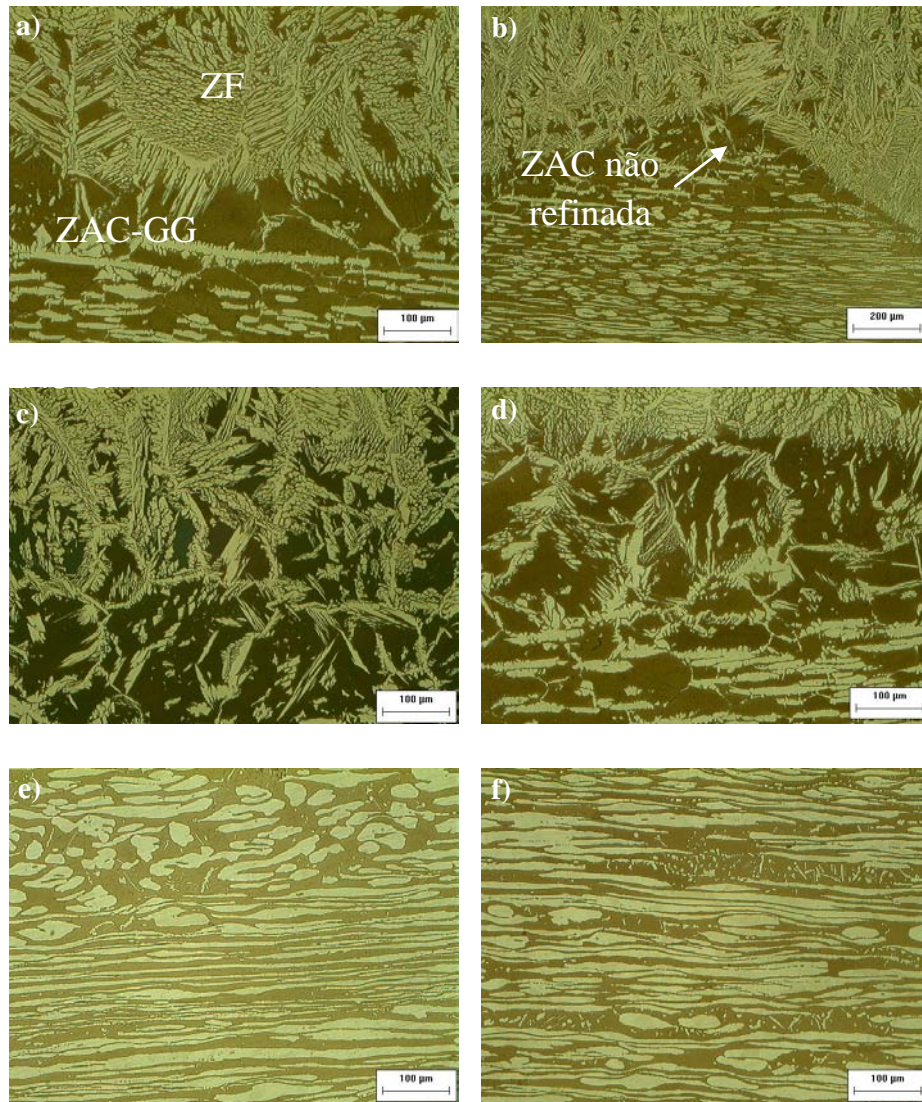 a)
ZF
ZAC-GG
100 µm
b)
ZAC não
refinada
200 µm
c)
100 µm
d)
100 µm
e)
100 µm
f)
100 µm